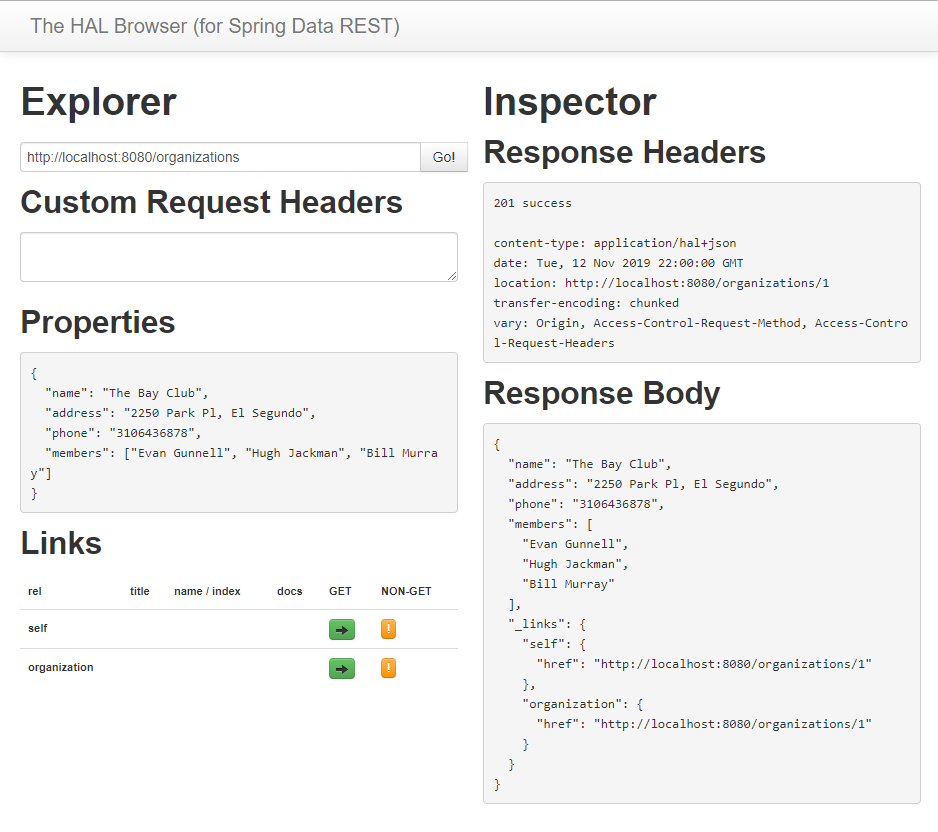 The HAL Browser (for Spring Data REST)
Explorer
http://localhost:8080/organizations
Go!
Custom Request Headers
Properties
{
  "name": "The Bay Club",
  "address": "2250 Park Pl, El Segundo",
  "phone": "3106436878",
  "members": ["Evan Gunnell", "Hugh Jackman", "Bill Murra
y"]
}
Links
rel title name / index docs GET NON-GET
self !
organization !
Inspector
Response Headers
201 success
content-type: application/hal+json
date: Tue, 12 Nov 2019 22:00:00 GMT
location: http://localhost:8080/organizations/1
transfer-encoding: chunked
vary: Origin, Access-Control-Request-Method, Access-Contro
l-Request-Headers
Response Body
{
  "name": "The Bay Club",
  "address": "2250 Park Pl, El Segundo",
  "phone": "3106436878",
  "members": [
    "Evan Gunnell",
    "Hugh Jackman",
    "Bill Murray"
  ],
  "_links": {
    "self": {
      "href": "http://localhost:8080/organizations/1"
    },
    "organization": {
      "href": "http://localhost:8080/organizations/1"
    }
  }
}